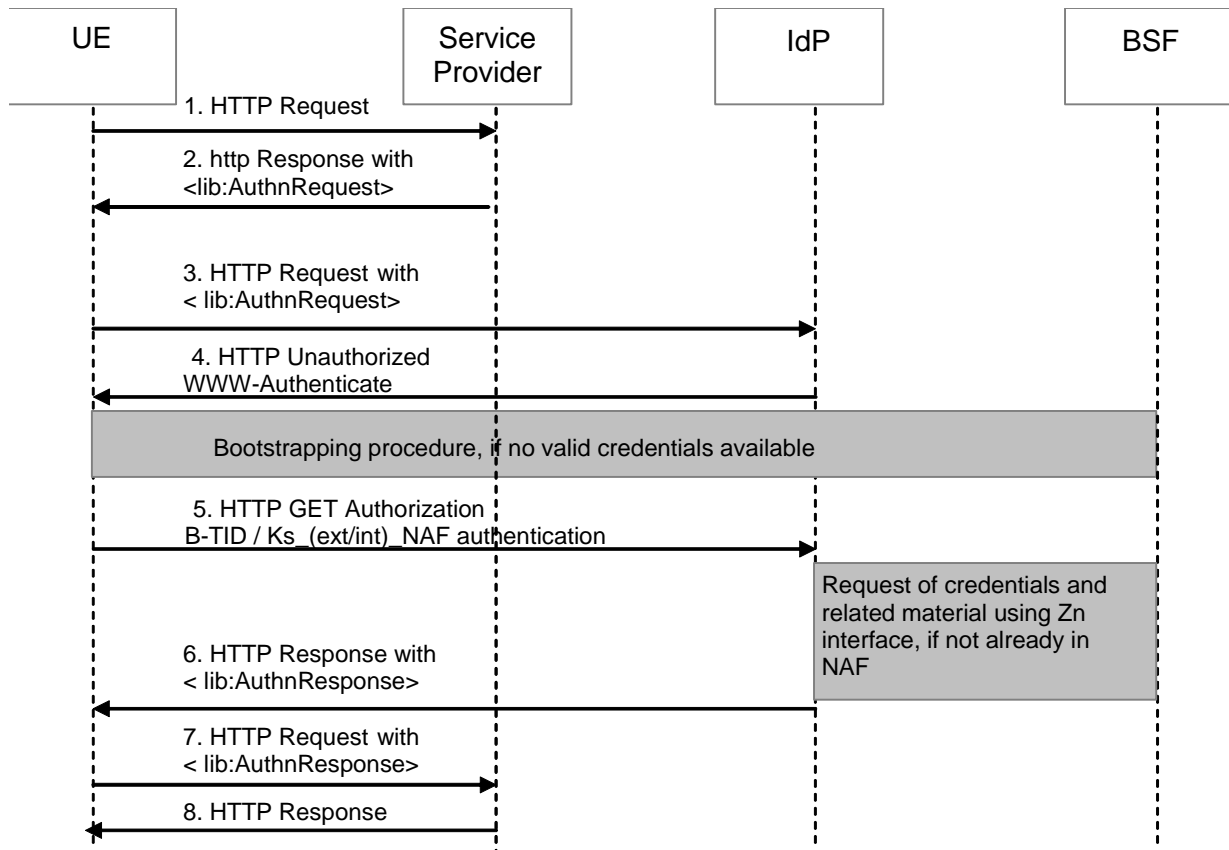 UE
Service
Provider
IdP
BSF
1. HTTP Request
2. http Response with
<lib:AuthnRequest>
3. HTTP Request with
< lib:AuthnRequest>
4. HTTP Unauthorized
WWW-Authenticate
Bootstrapping procedure, if no valid credentials available
5. HTTP GET Authorization
B-TID / Ks_(ext/int)_NAF authentication
Request of credentials and
related material using Zn
interface, if not already in
NAF
6. HTTP Response with
< lib:AuthnResponse>
7. HTTP Request with
< lib:AuthnResponse>
8. HTTP Response